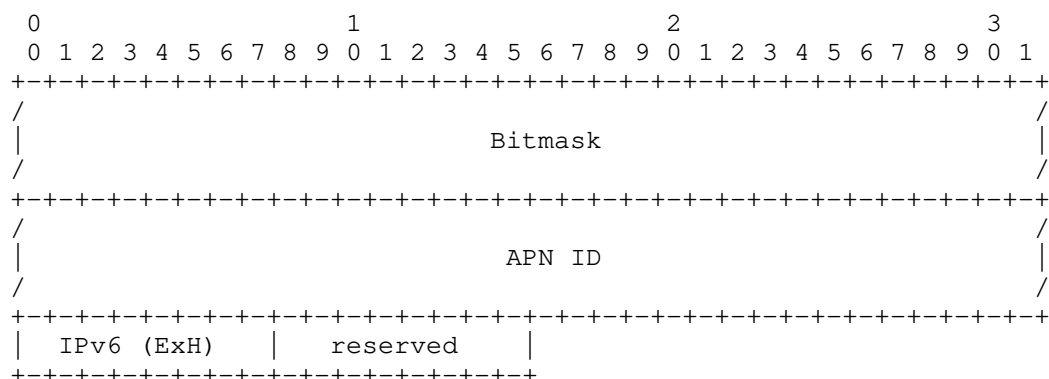 0                   1                   2                   3
 0 1 2 3 4 5 6 7 8 9 0 1 2 3 4 5 6 7 8 9 0 1 2 3 4 5 6 7 8 9 0 1
+-+-+-+-+-+-+-+-+-+-+-+-+-+-+-+-+-+-+-+-+-+-+-+-+-+-+-+-+-+-+-+-+
/                                                               /
|                             Bitmask                           |
/                                                               /
+-+-+-+-+-+-+-+-+-+-+-+-+-+-+-+-+-+-+-+-+-+-+-+-+-+-+-+-+-+-+-+-+
/                                                               /
|                              APN ID                           |
/                                                               /
+-+-+-+-+-+-+-+-+-+-+-+-+-+-+-+-+-+-+-+-+-+-+-+-+-+-+-+-+-+-+-+-+
|  IPv6 (ExH)   |   reserved    |
+-+-+-+-+-+-+-+-+-+-+-+-+-+-+-+-+